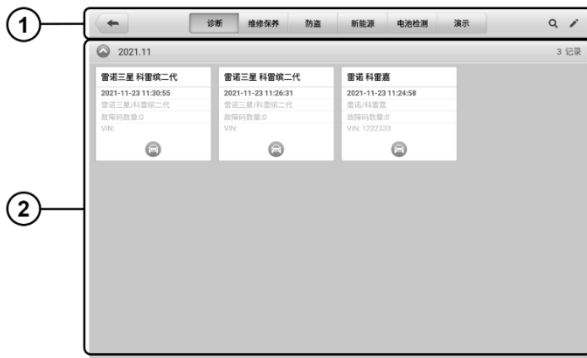 ① 诊断 维修保养 防盗 新能源 电池检测 演示
2021.11 3 记录
雷诺三星 科雷缤二代 雷诺三星 科雷缤二代 雷诺 科雷嘉
2021-11-23 11:30:55 2021-11-23 11:26:31 2021-11-23 11:24:58
雷诺三星/科雷缤二代 雷诺三星/科雷缤二代 雷诺/科雷嘉
故障码数量:0 故障码数量:0 故障码数量:0
VIN: VIN: VIN: 1222333
②